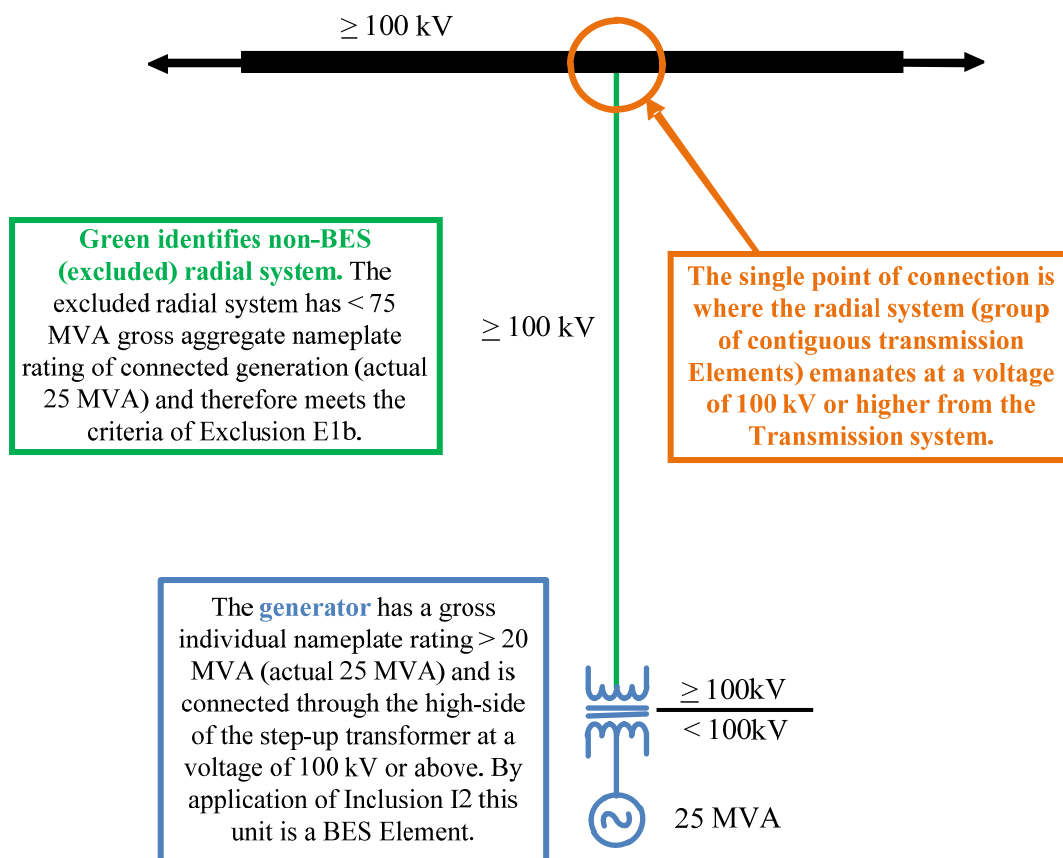 ≥ 100 kV
Green identifies non-BES
(excluded) radial system. The
excluded radial system has < 75
MVA gross aggregate nameplate
rating of connected generation (actual
25 MVA) and therefore meets the
criteria of Exclusion E1b.
≥ 100 kV
The single point of connection is
where the radial system (group
of contiguous transmission
Elements) emanates at a voltage
of 100 kV or higher from the
Transmission system.
The generator has a gross
individual nameplate rating > 20
MVA (actual 25 MVA) and is
connected through the high-side
of the step-up transformer at a
voltage of 100 kV or above. By
application of Inclusion I2 this
unit is a BES Element.
≥ 100kV
< 100kV
25 MVA